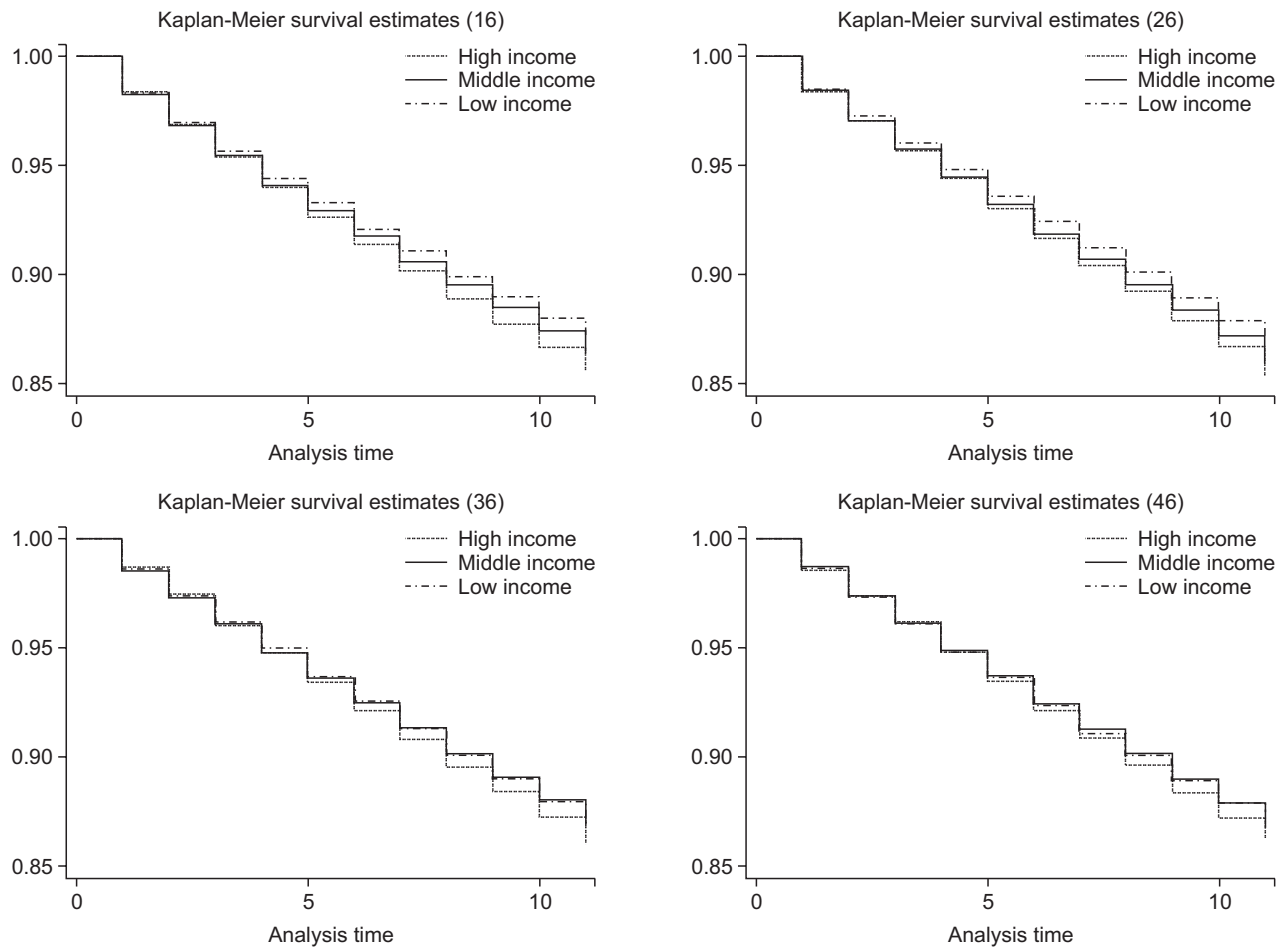 Kaplan-Meier survival estimates (16)
High income
Middle income
Low income
1.00
0.95
0.90
0.85
0
5
10
Analysis time
Kaplan-Meier survival estimates (26)
High income
Middle income
Low income
1.00
0.95
0.90
0.85
0
5
10
Analysis time
Kaplan-Meier survival estimates (36)
High income
Middle income
Low income
1.00
0.95
0.90
0.85
0
5
10
Analysis time
Kaplan-Meier survival estimates (46)
High income
Middle income
Low income
1.00
0.95
0.90
0.85
0
5
10
Analysis time